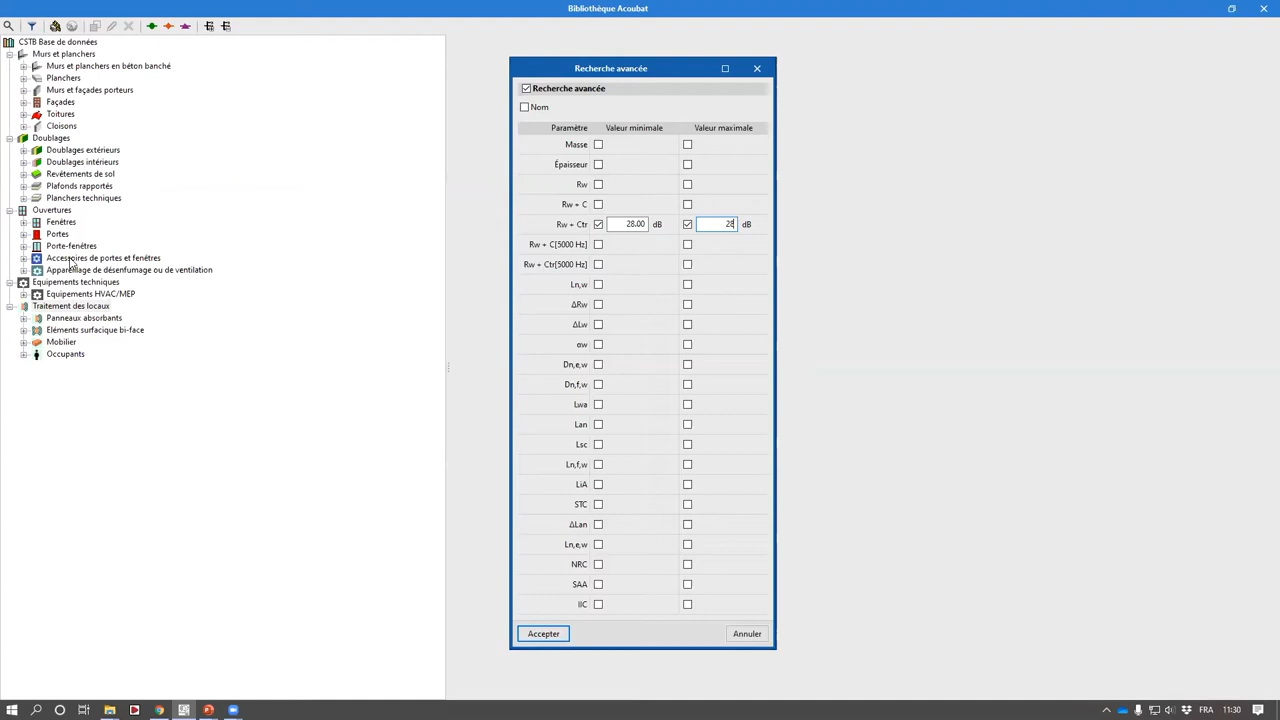 Bibliothèque Acoubat
CSTB Base de données
Murs et planchers
Murs et planchers en béton banché
Planchers
Murs et façades porteurs
Façades
Toitures
Cloisons
Doublages
Doublages extérieurs
Doublages intérieurs
Revêtements de sol
Plafonds rapportés
Planchers techniques
Ouvertures
Fenêtres
Portes
Porte-fenêtres
Accessoires de portes et fenêtres
Appareillage de désenfumage ou de ventilation
Equipements techniques
Equipements HVAC/MEP
Traitement des locaux
Panneaux absorbants
Eléments surfacique bi-face
Mobilier
Occupants
Recherche avancée
Recherche avancée
Nom
Paramètre Valeur minimale Valeur maximale
Masse
Épaisseur
Rw
Rw + C
Rw + Ctr 28.00 dB 28 dB
Rw + C[5000 Hz]
Rw + Ctr[5000 Hz]
Ln,w
ΔRw
ΔLw
αw
Dn,e,w
Dn,f,w
Lwa
Lan
Lsc
Ln,f,w
LiA
STC
ΔLan
Ln,e,w
NRC
SAA
IIC
Accepter Annuler
FRA 11:30